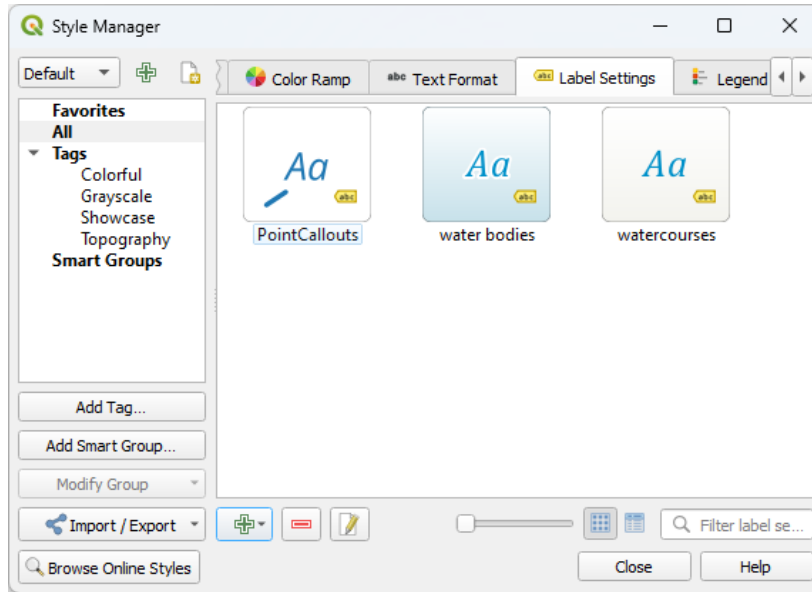 Style Manager
Default
Color Ramp
abc Text Format
abc Label Settings
Legend
Favorites
All
Tags
Colorful
Grayscale
Showcase
Topography
Smart Groups
Aa
abc
PointCallouts
Aa
abc
water bodies
Aa
abc
watercourses
Add Tag...
Add Smart Group...
Modify Group
Import / Export
Filter label se...
Browse Online Styles
Close
Help